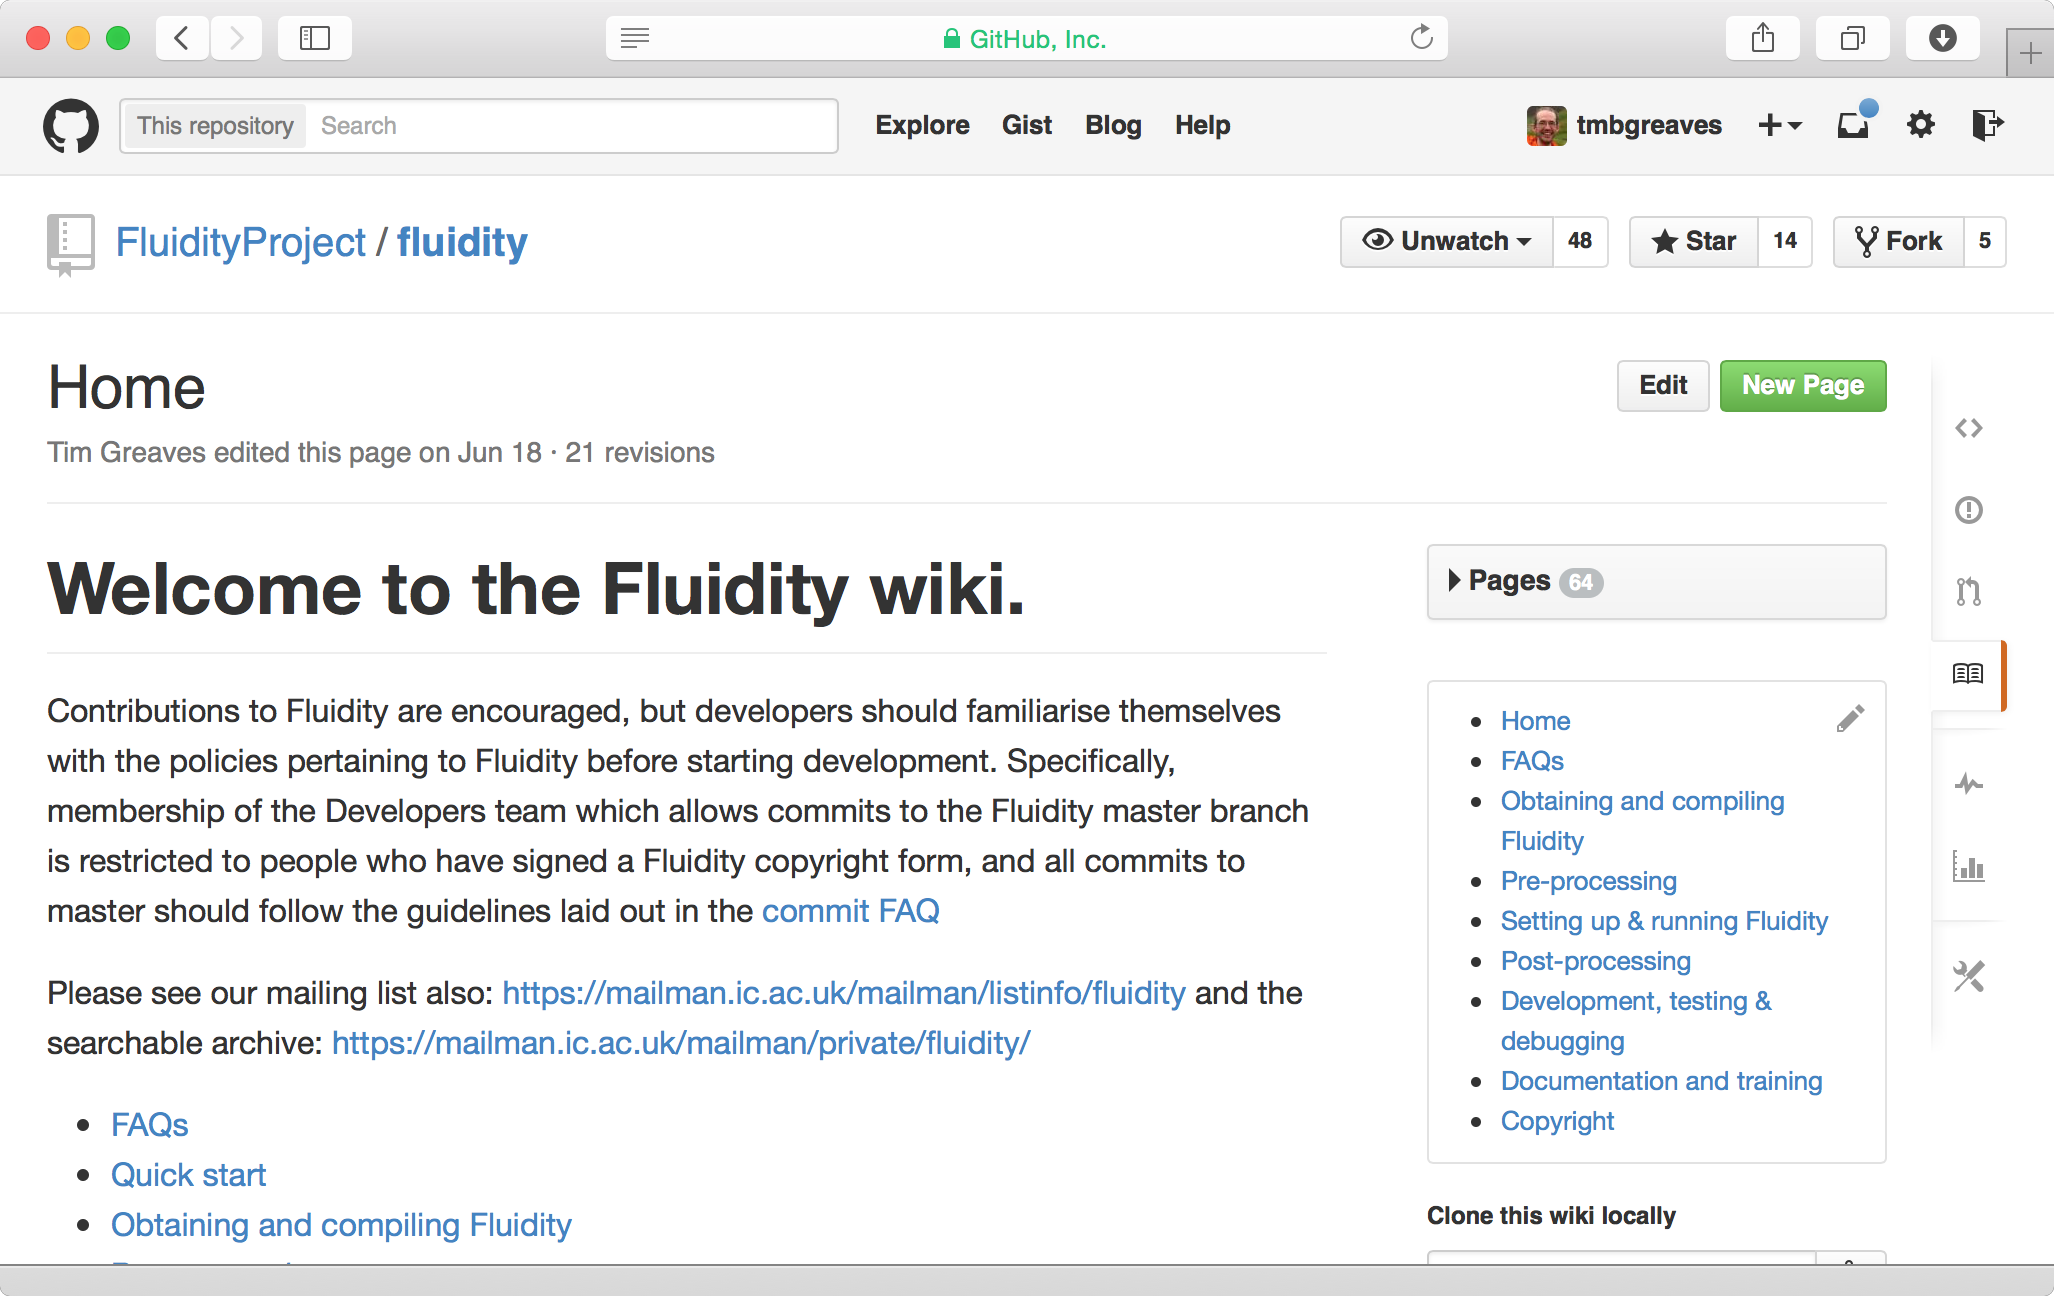 GitHub, Inc.
This repository Search Explore Gist Blog Help tmbgreaves
FluidityProject / fluidity Unwatch 48 Star 14 Fork 5
Home Edit New Page
Tim Greaves edited this page on Jun 18 · 21 revisions
Welcome to the Fluidity wiki.
Contributions to Fluidity are encouraged, but developers should familiarise themselves
with the policies pertaining to Fluidity before starting development. Specifically,
membership of the Developers team which allows commits to the Fluidity master branch
is restricted to people who have signed a Fluidity copyright form, and all commits to
master should follow the guidelines laid out in the commit FAQ
Please see our mailing list also: https://mailman.ic.ac.uk/mailman/listinfo/fluidity and the
searchable archive: https://mailman.ic.ac.uk/mailman/private/fluidity/
FAQs
Quick start
Obtaining and compiling Fluidity
Pages 64
Home
FAQs
Obtaining and compiling
Fluidity
Pre-processing
Setting up & running Fluidity
Post-processing
Development, testing &
debugging
Documentation and training
Copyright
Clone this wiki locally